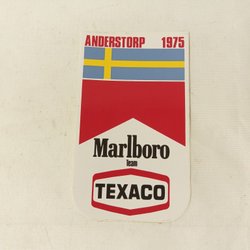 ANDERSTORP 1975
Marlboro
Team
TEXACO